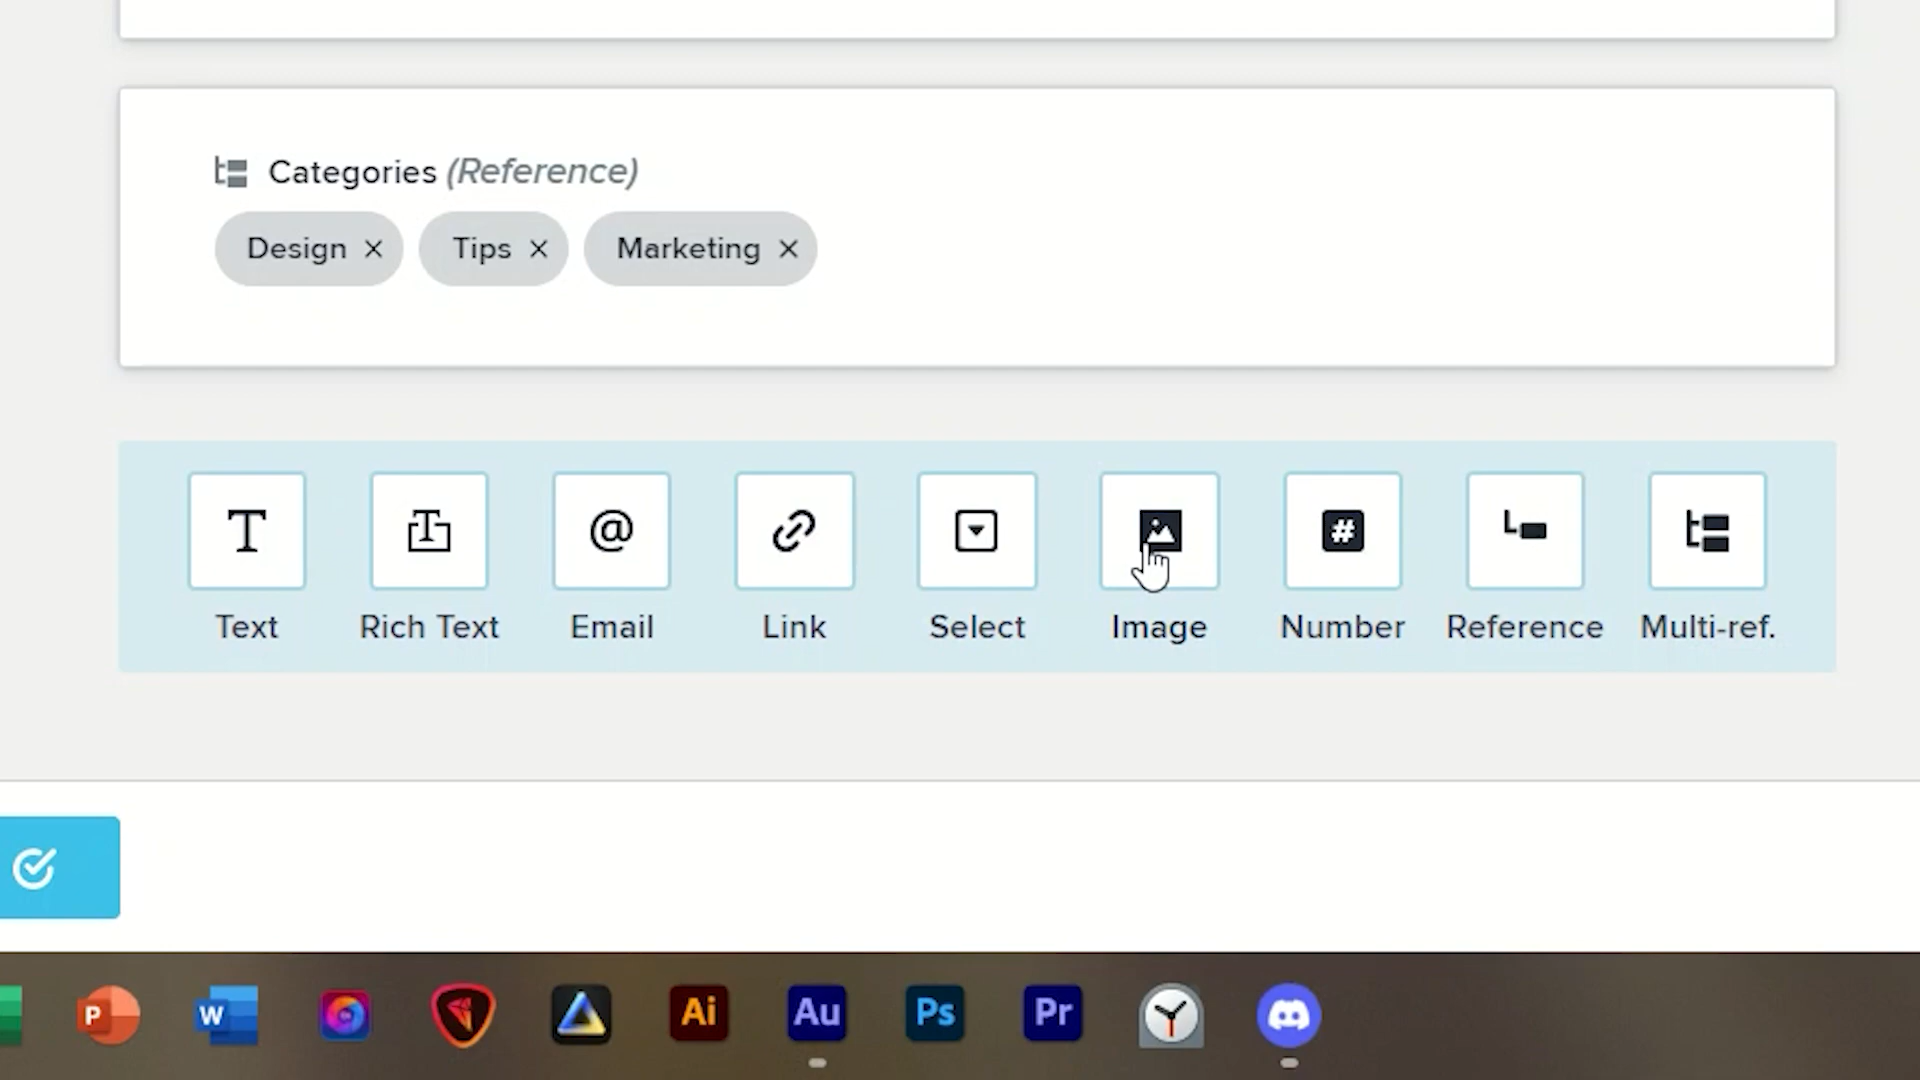 Categories (Reference)
Design × Tips × Marketing ×
T T @ #
Text Rich Text Email Link Select Image Number Reference Multi-ref.
P W Ai Au Ps Pr